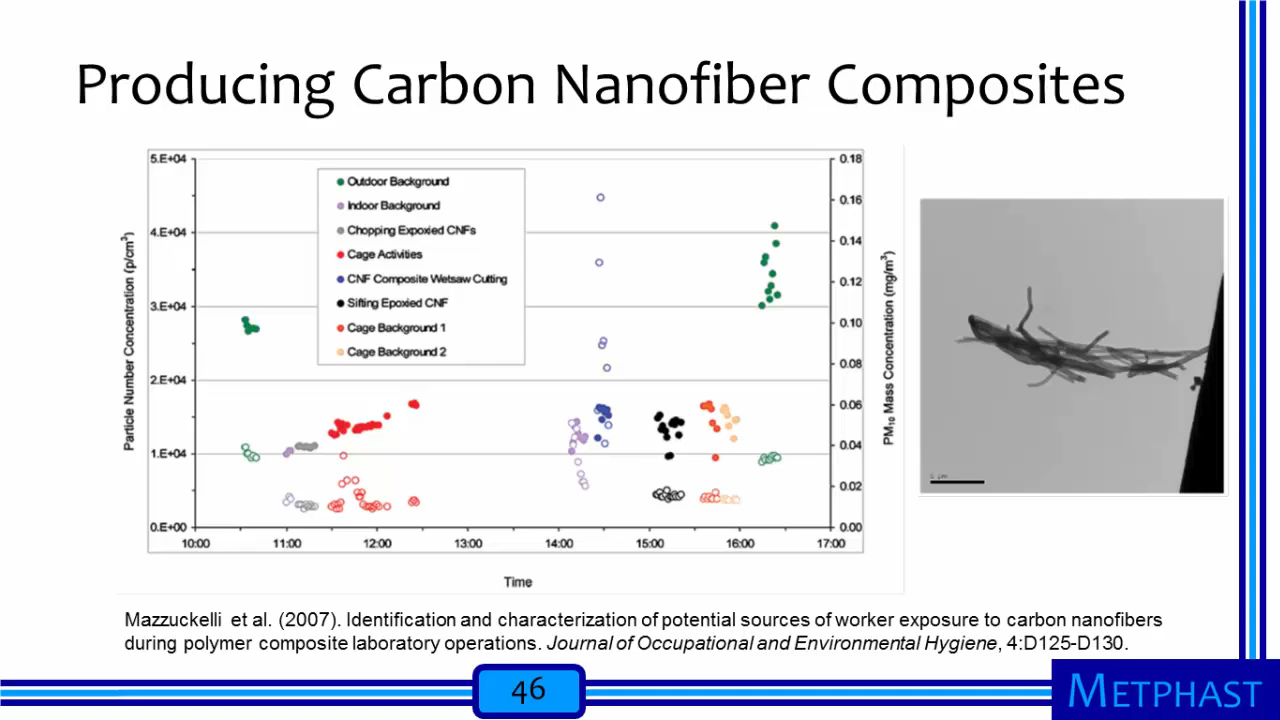 Producing Carbon Nanofiber Composites
5.E+04
4.E+04
3.E+04
2.E+04
1.E+04
0.E+00
Particle Number Concentration (p/cm³)
Outdoor Background
Indoor Background
Chopping Expoxied CNFs
Cage Activities
CNF Composite Wetsaw Cutting
Sifting Epoxied CNF
Cage Background 1
Cage Background 2
0.18
0.16
0.14
0.12
0.10
0.08
0.06
0.04
0.02
0.00
PM₁₀ Mass Concentration (mg/m³)
10:00 11:00 12:00 13:00 14:00 15:00 16:00 17:00
Time
Mazzuckelli et al. (2007). Identification and characterization of potential sources of worker exposure to carbon nanofibers
during polymer composite laboratory operations. Journal of Occupational and Environmental Hygiene, 4:D125-D130.
46
METPHAST